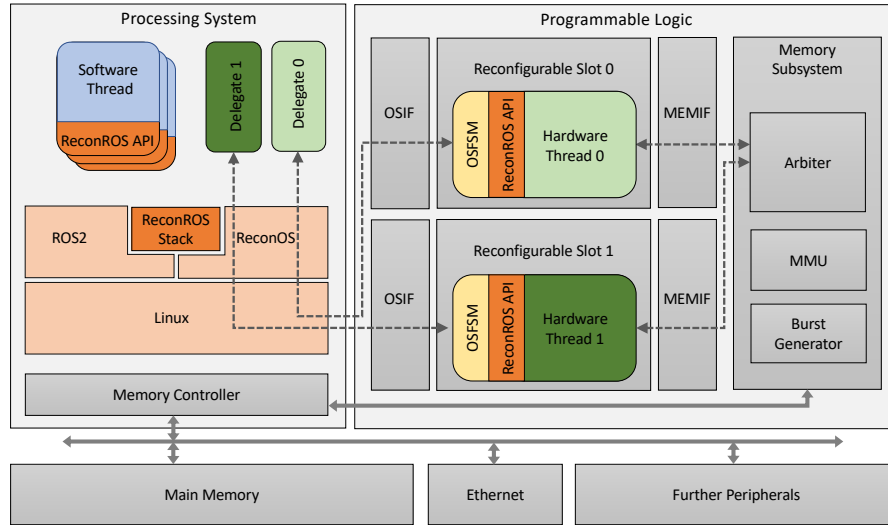 Processing System
Programmable Logic
Software
Thread
ReconROS API
Delegate 1
Delegate 0
ROS2
ReconROS
Stack
ReconOS
Linux
Memory Controller
OSIF
Reconfigurable Slot 0
OSFSM
ReconROS API
Hardware
Thread 0
MEMIF
OSIF
Reconfigurable Slot 1
OSFSM
ReconROS API
Hardware
Thread 1
MEMIF
Memory
Subsystem
Arbiter
MMU
Burst
Generator
Main Memory
Ethernet
Further Peripherals